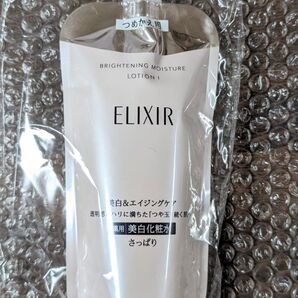 つめかえ用
BRIGHTENING MOISTURE
LOTION I
ELIXIR
美白&エイジングケア
透明感 ハリに満ちた「つや玉」続く肌
薬用 美白化粧水
さっぱり